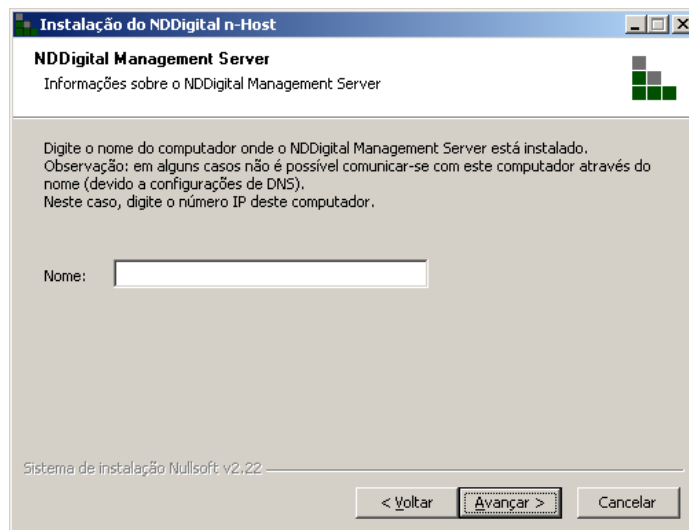 Instalação do NDDigital n-Host
NDDigital Management Server
Informações sobre o NDDigital Management Server
Digite o nome do computador onde o NDDigital Management Server está instalado.
Observação: em alguns casos não é possível comunicar-se com este computador através do
nome (devido a configurações de DNS).
Neste caso, digite o número IP deste computador.
Nome:
Sistema de instalação Nullsoft v2.22
< Voltar
Avançar >
Cancelar